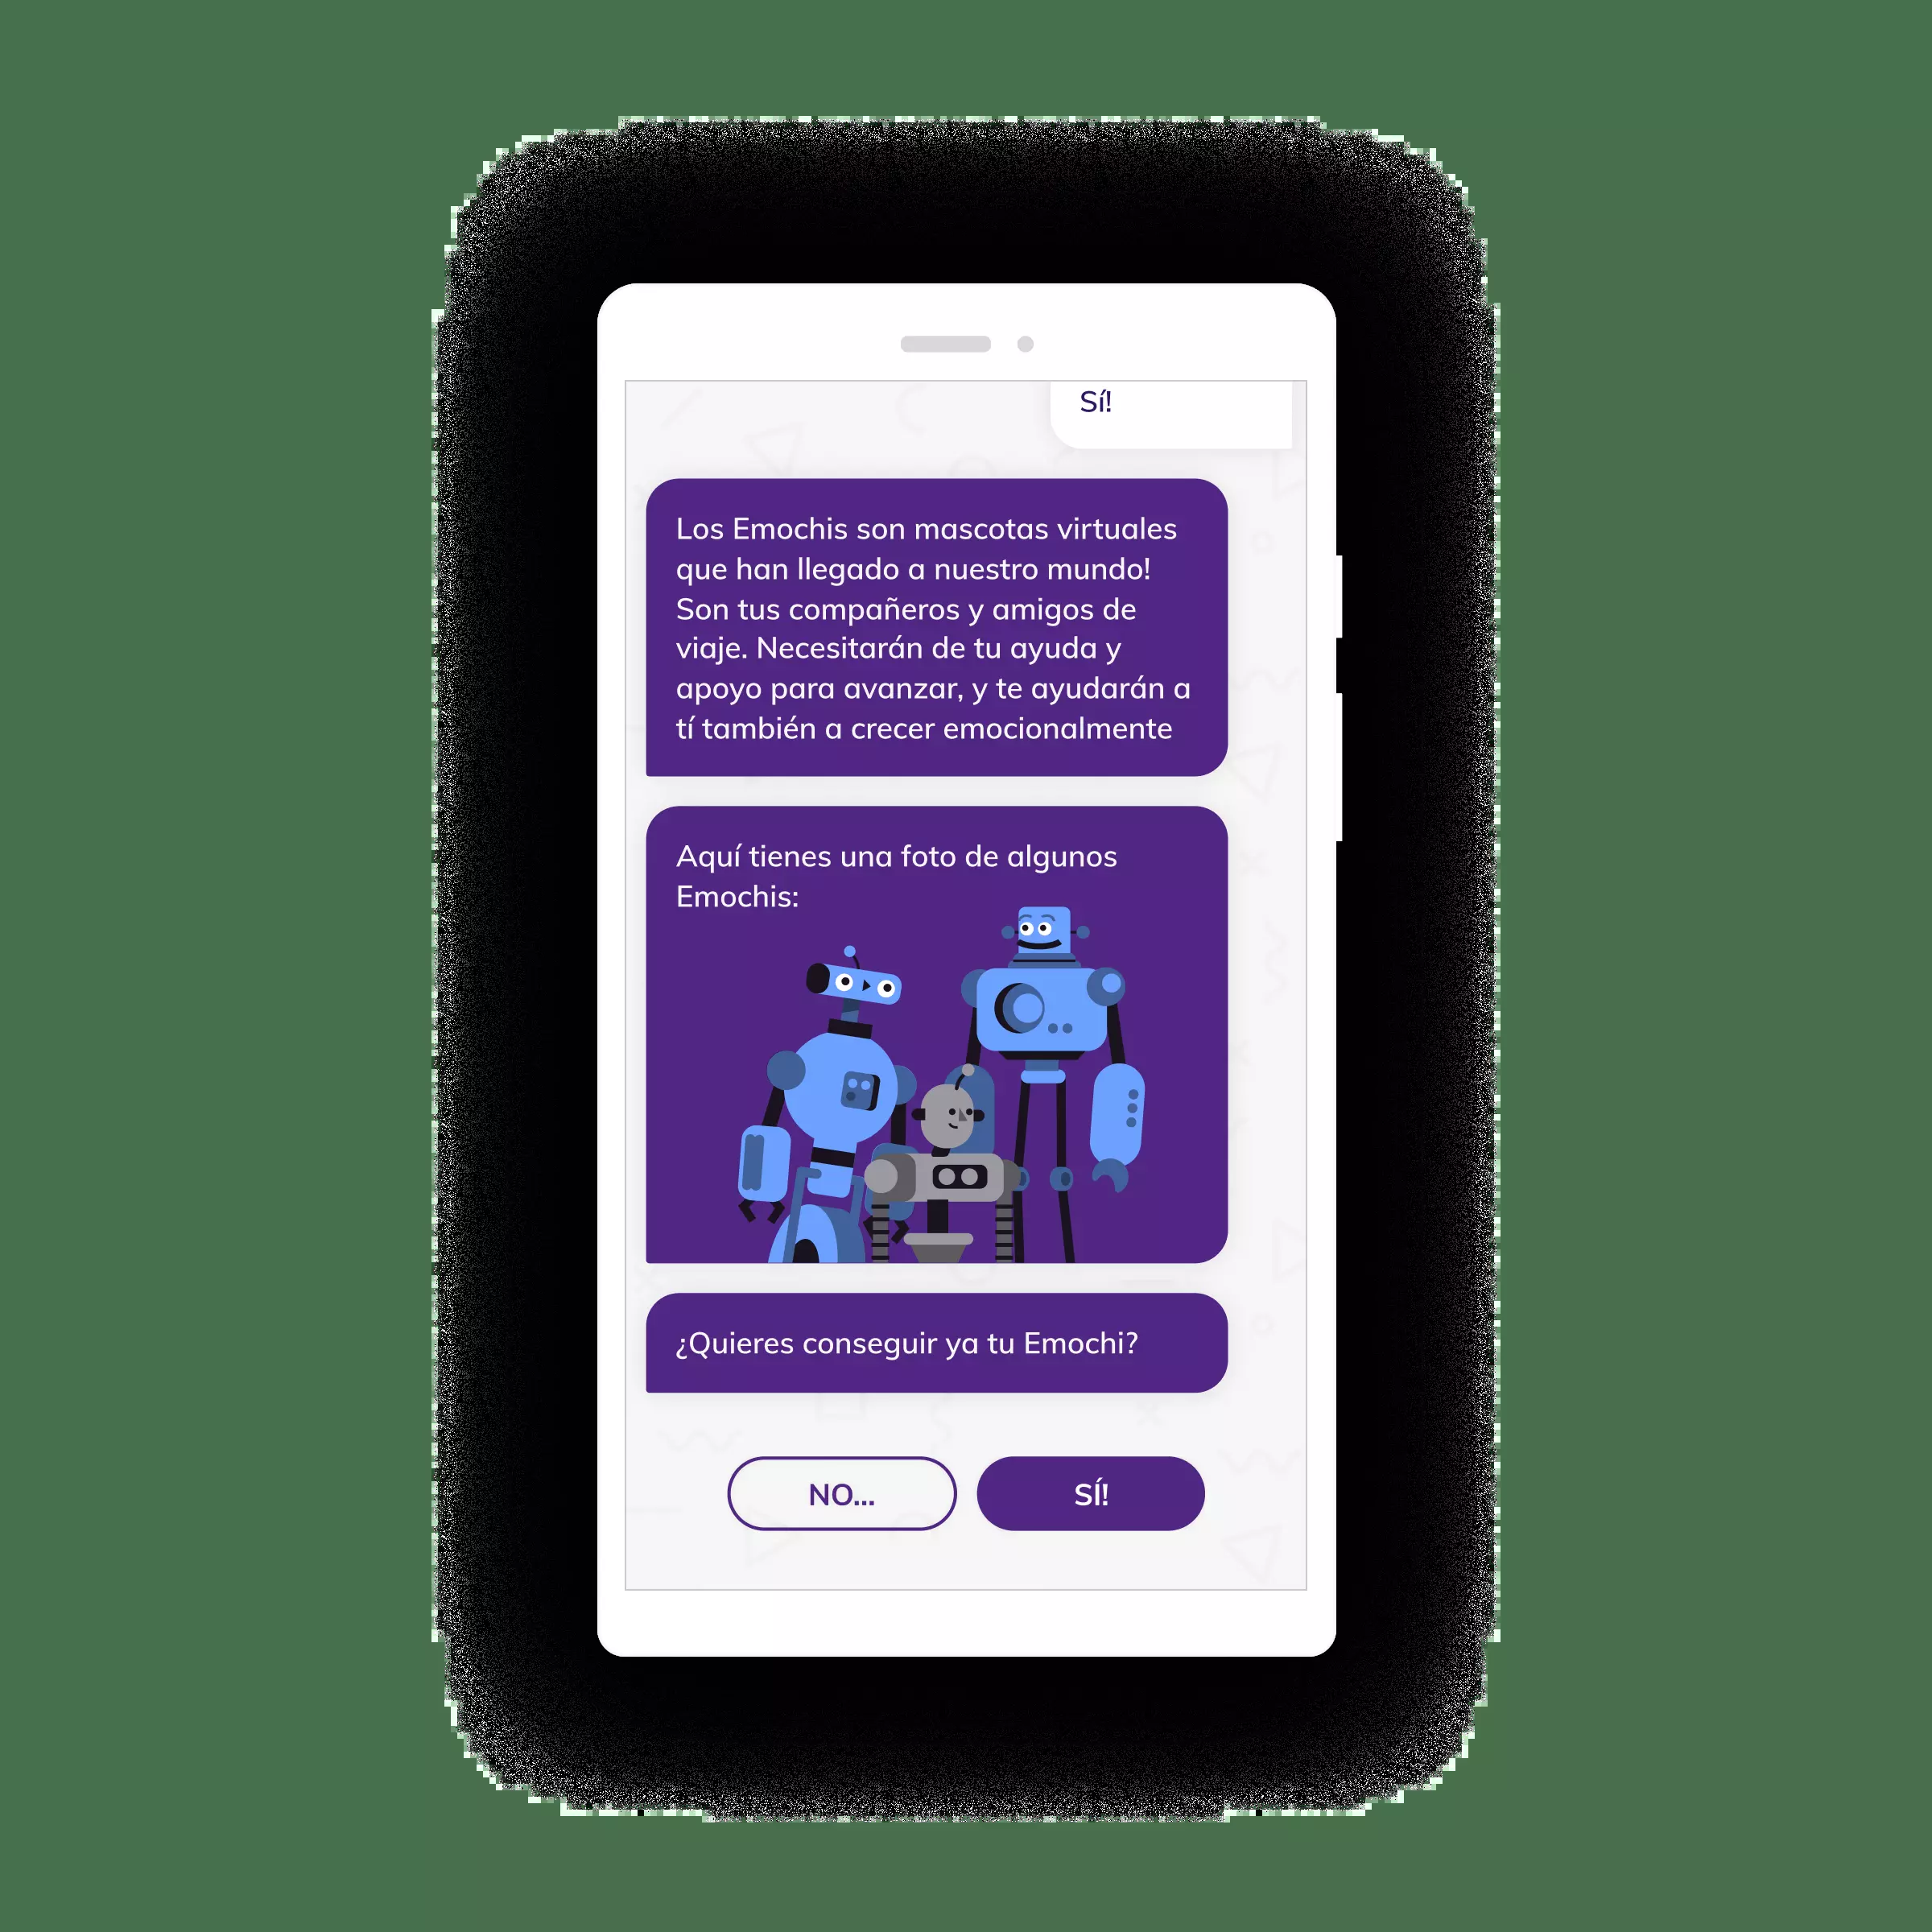 Sí!
Los Emochis son mascotas virtuales
que han llegado a nuestro mundo!
Son tus compañeros y amigos de
viaje. Necesitarán de tu ayuda y
apoyo para avanzar, y te ayudarán a
tí también a crecer emocionalmente
Aquí tienes una foto de algunos
Emochis:
¿Quieres conseguir ya tu Emochi?
NO...
SÍ!